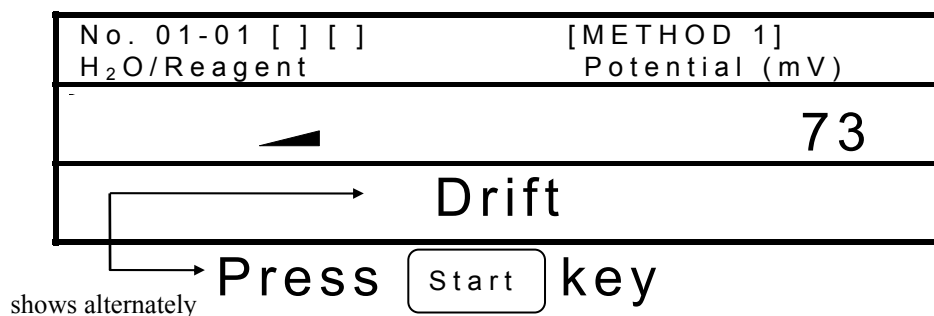 No. 01-01 [ ] [ ] [METHOD 1]
H₂O/Reagent Potential (mV)
73
Drift
Press Start key
shows alternately